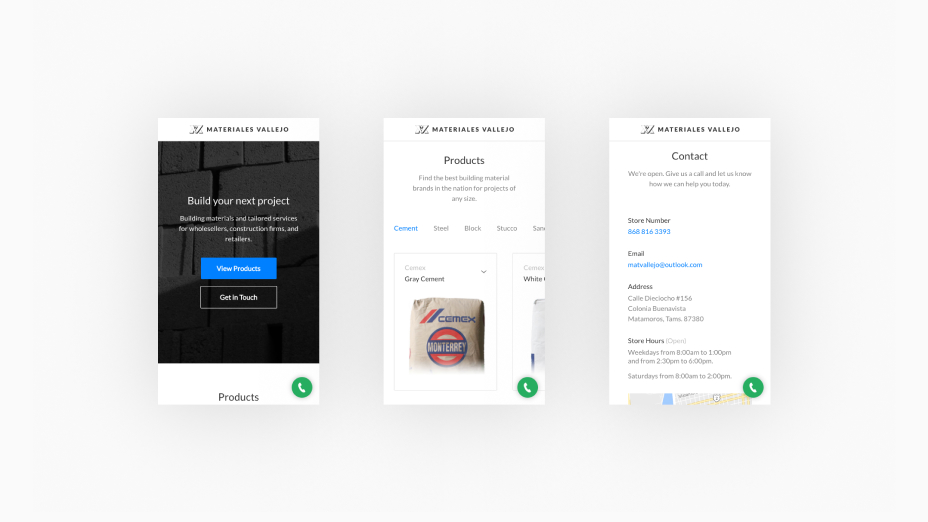 MATERIALES VALLEJO
Build your next project
Building materials and tailored services
for wholesellers, construction firms, and
retailers.
View Products
Get in Touch
Products
MATERIALES VALLEJO
Products
Find the best building material
brands in the nation for projects of
any size.
Cement Steel Block Stucco San
Cemex
Gray Cement
CEMEX
MONTERREY
Cemex
White
MATERIALES VALLEJO
Contact
We're open. Give us a call and let us know
how we can help you today.
Store Number
868 816 3393
Email
matvallejo@outlook.com
Address
Calle Dieciocho #156
Colonia Buenavista
Matamoros, Tams. 87380
Store Hours (Open)
Weekdays from 8:00am to 1:00pm
and from 2:30pm to 6:00pm.
Saturdays from 8:00am to 2:00pm.